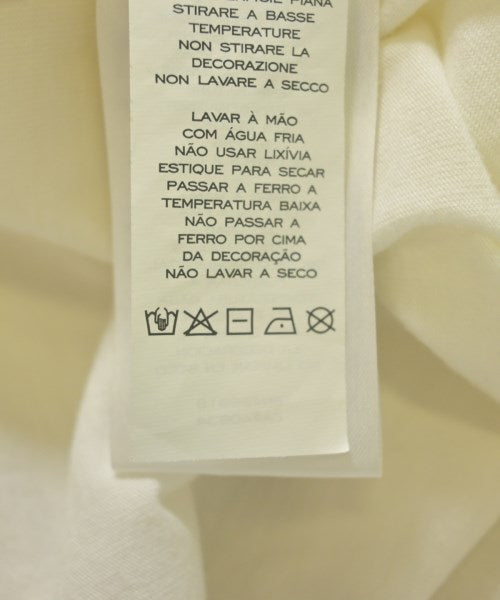 PIANA
STIRARE A BASSE
TEMPERATURE
NON STIRARE LA
DECORAZIONE
NON LAVARE A SECCO
LAVAR À MÃO
COM ÁGUA FRIA
NÃO USAR LIXÍVIA
ESTIQUE PARA SECAR
PASSAR A FERRO A
TEMPERATURA BAIXA
NÃO PASSAR A
FERRO POR CIMA
DA DECORAÇÃO
NÃO LAVAR A SECO